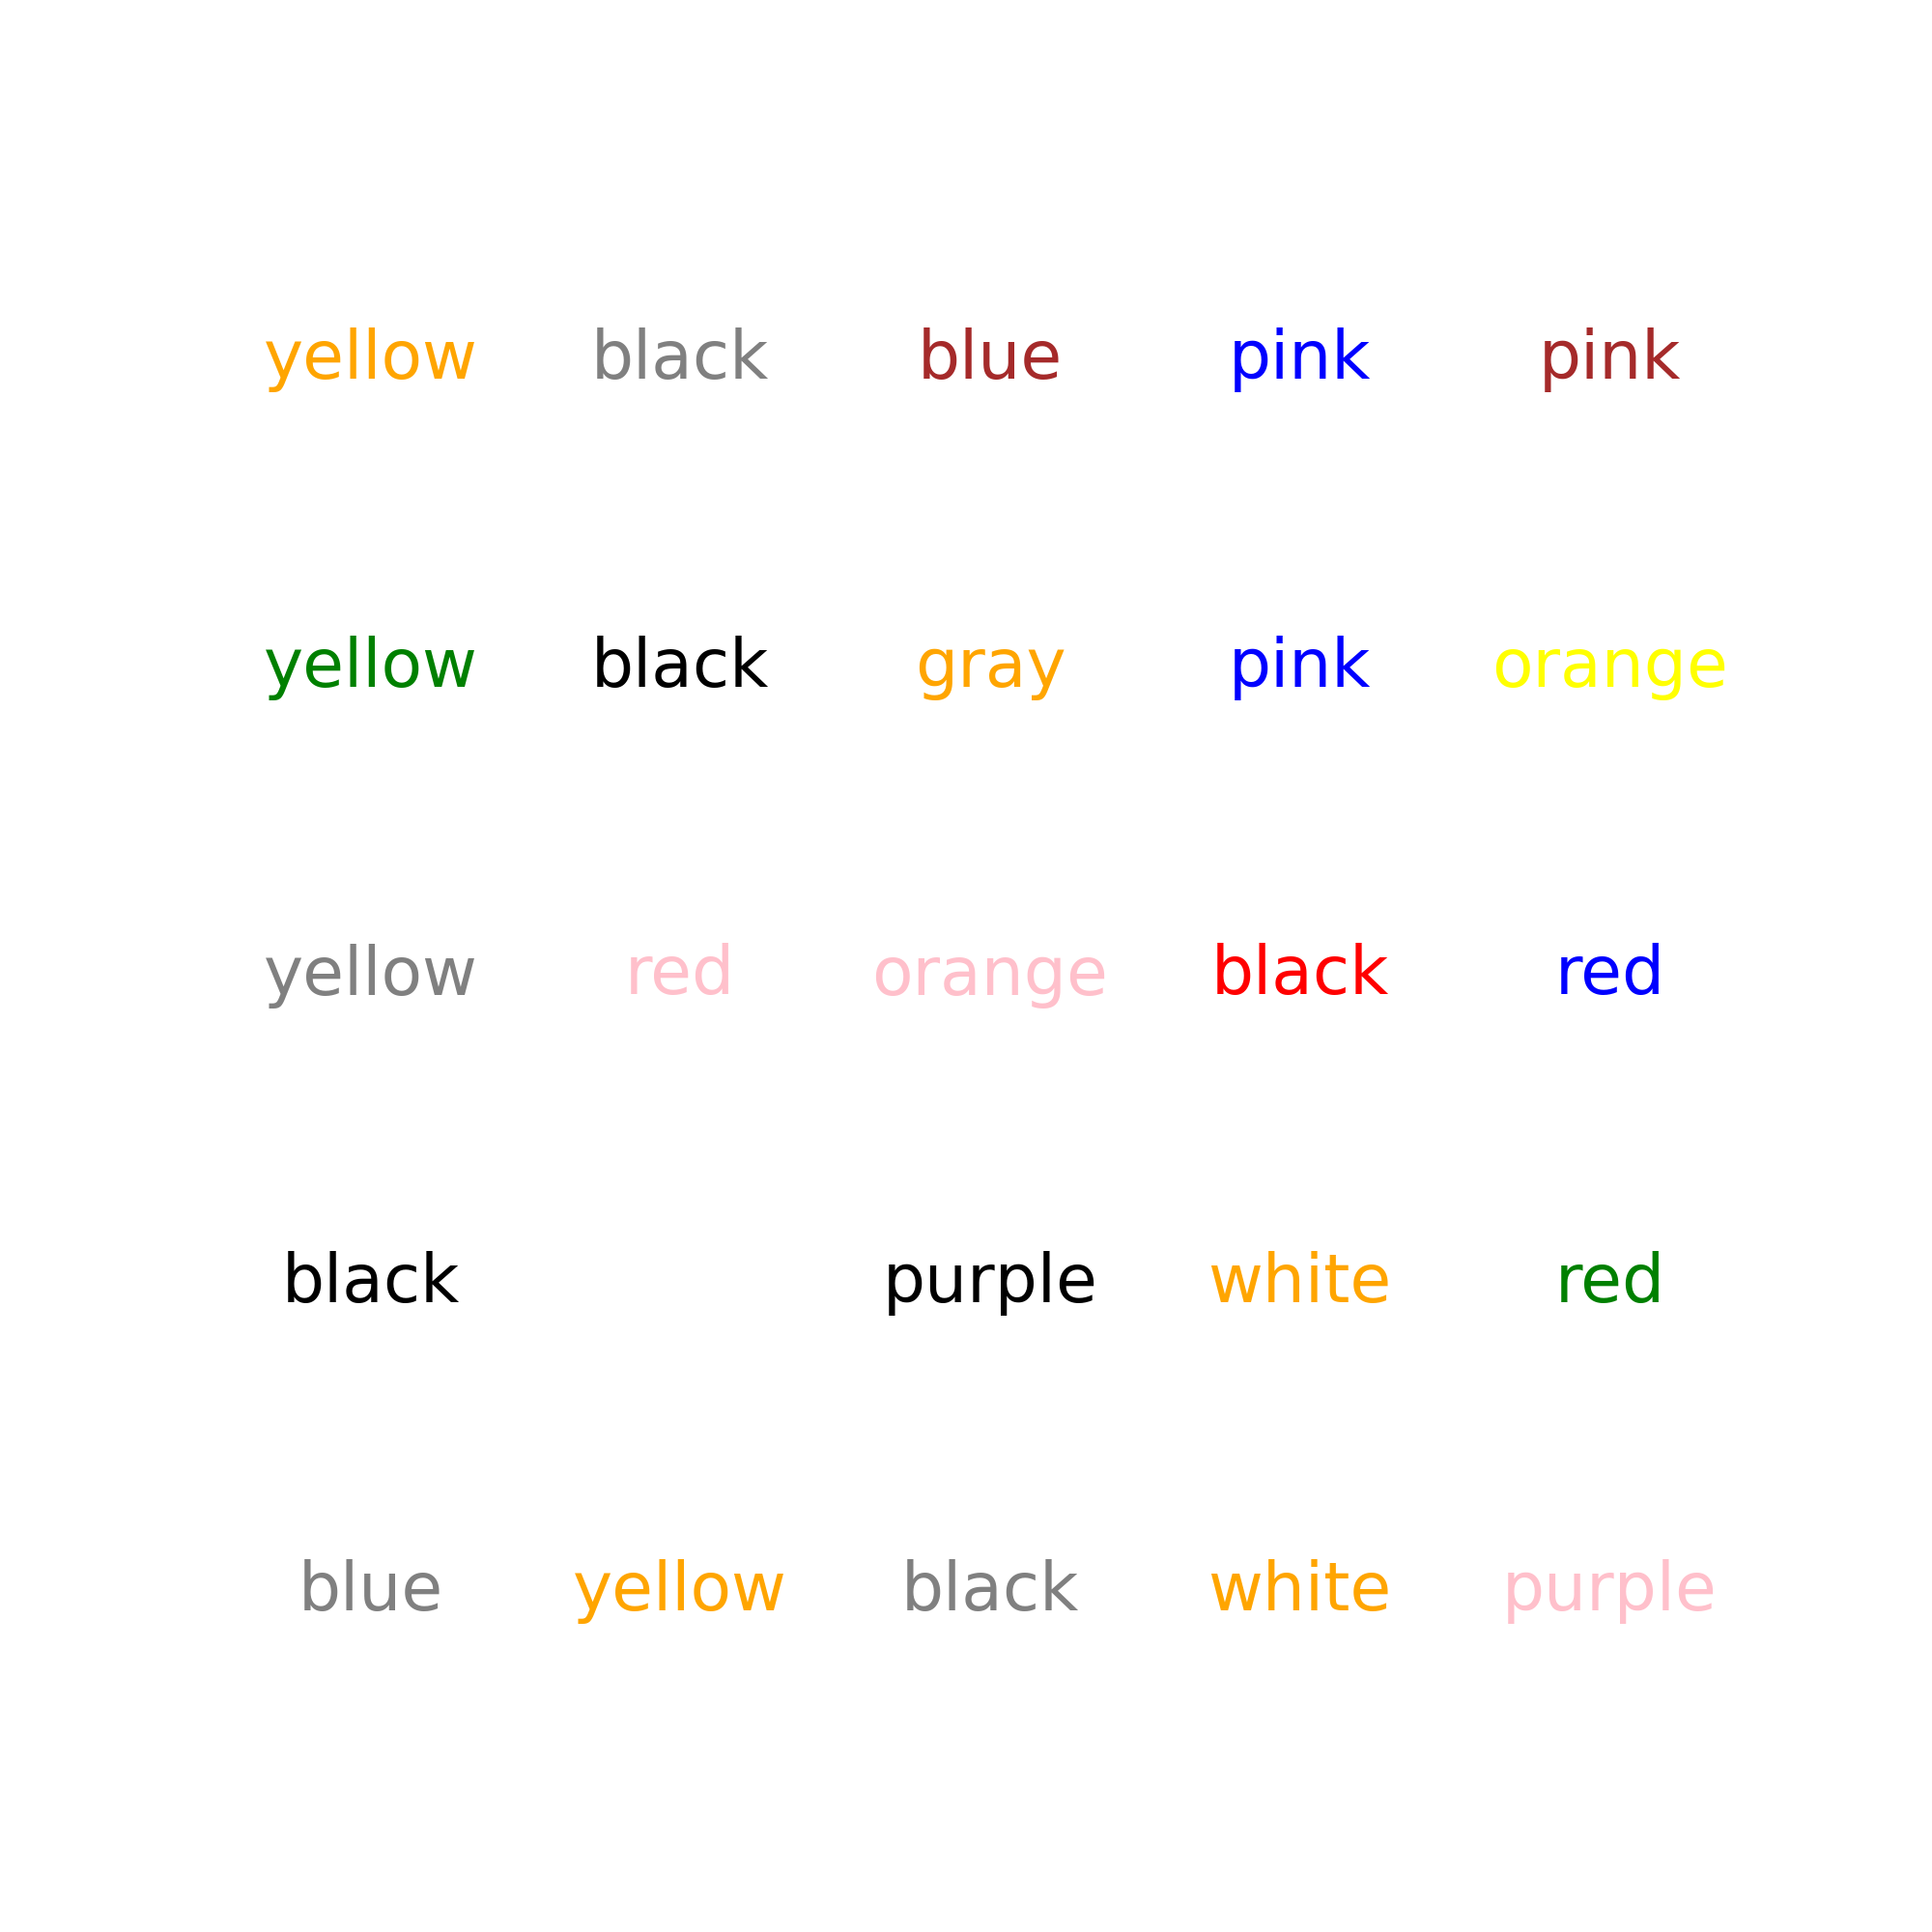 yellow black blue pink pink
yellow black gray pink orange
yellow red orange black red
black purple white red
blue yellow black white purple